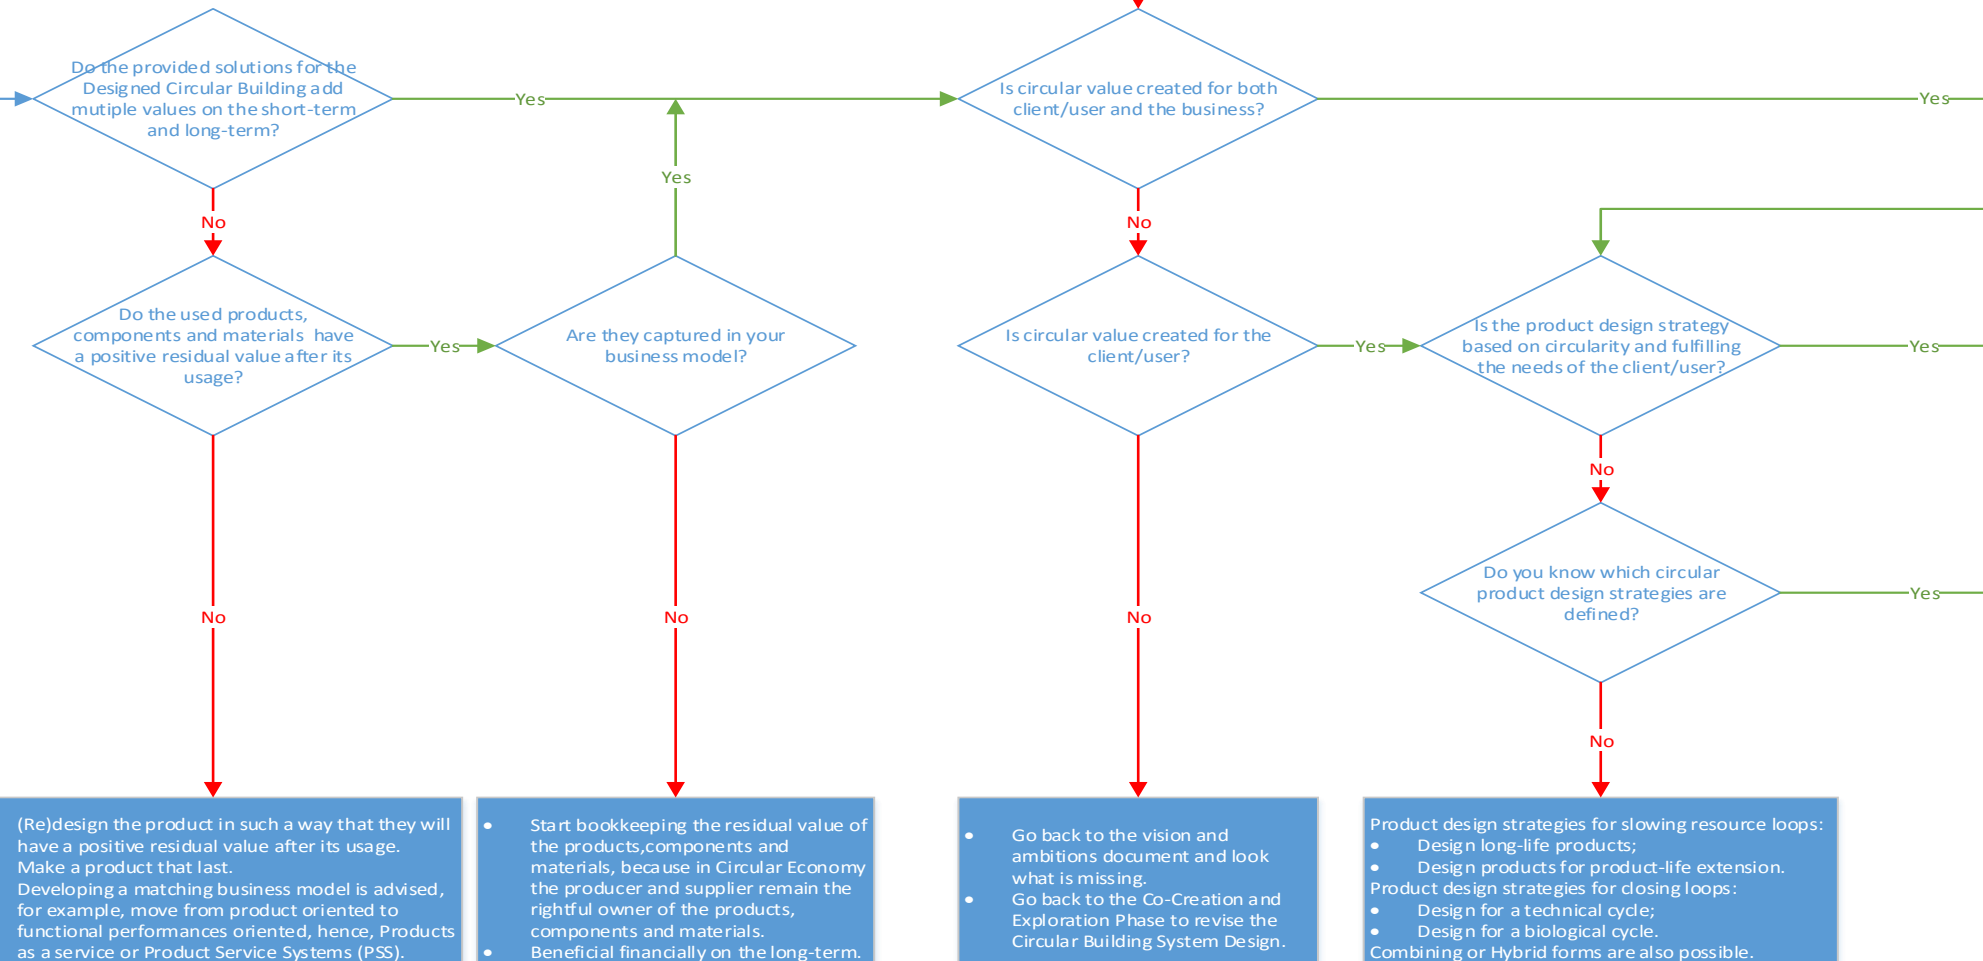 Do the provided solutions for the
Designed Circular Building add
mutiple values on the short-term
and long-term?
Yes
Is circular value created for both
client/user and the business?
Yes
Yes
No
No
Do the used products,
components and materials have
a positive residual value after its
usage?
Yes
Are they captured in your
business model?
Is circular value created for the
client/user?
Yes
Is the product design strategy
based on circularity and fulfilling
the needs of the client/user?
Yes
No
Do you know which circular
product design strategies are
defined?
Yes
No
No
No
No
(Re)design the product in such a way that they will
have a positive residual value after its usage.
Make a product that last.
Developing a matching business model is advised,
for example, move from product oriented to
functional performances oriented, hence, Products
as a service or Product Service Systems (PSS).
• Start bookkeeping the residual value of
the products,components and
materials, because in Circular Economy
the producer and supplier remain the
rightful owner of the products,
components and materials.
• Beneficial financially on the long-term.
• Go back to the vision and
ambitions document and look
what is missing.
• Go back to the Co-Creation and
Exploration Phase to revise the
Circular Building System Design.
Product design strategies for slowing resource loops:
• Design long-life products;
• Design products for product-life extension.
Product design strategies for closing loops:
• Design for a technical cycle;
• Design for a biological cycle.
Combining or Hybrid forms are also possible.